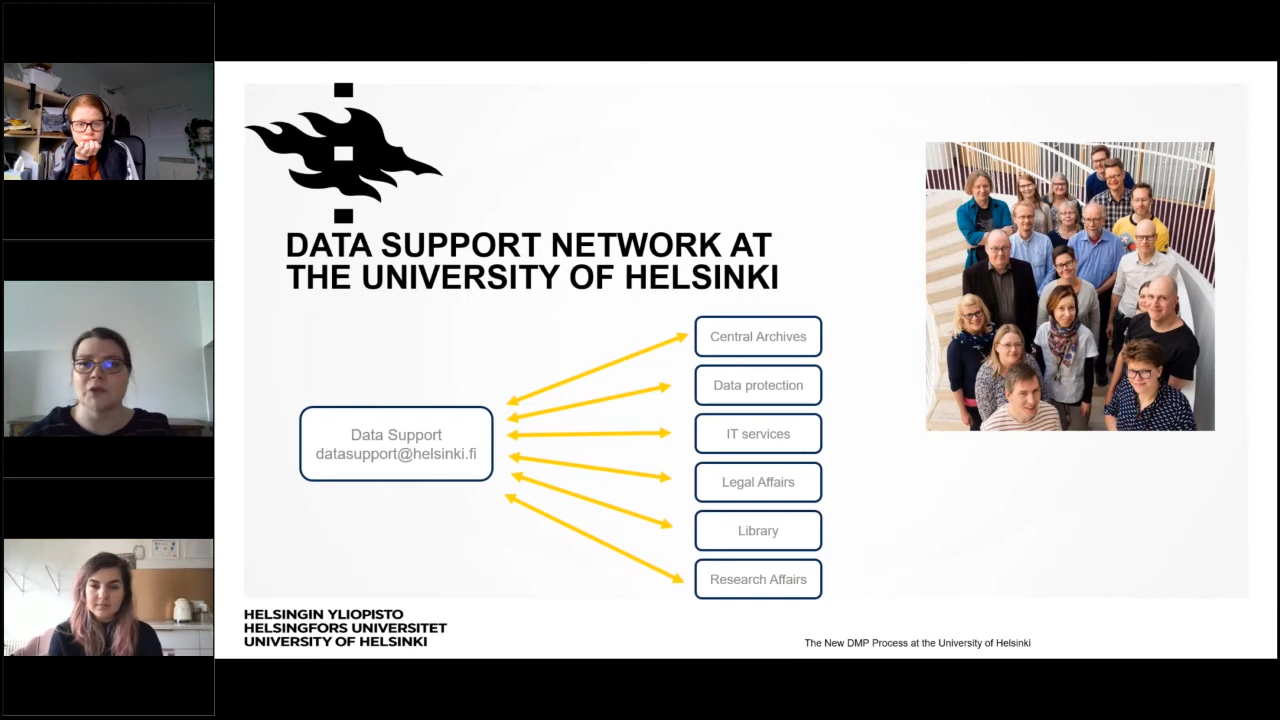 DATA SUPPORT NETWORK AT
THE UNIVERSITY OF HELSINKI
Data Support
datasupport@helsinki.fi
Central Archives
Data protection
IT services
Legal Affairs
Library
Research Affairs
HELSINGIN YLIOPISTO
HELSINGFORS UNIVERSITET
UNIVERSITY OF HELSINKI
The New DMP Process at the University of Helsinki